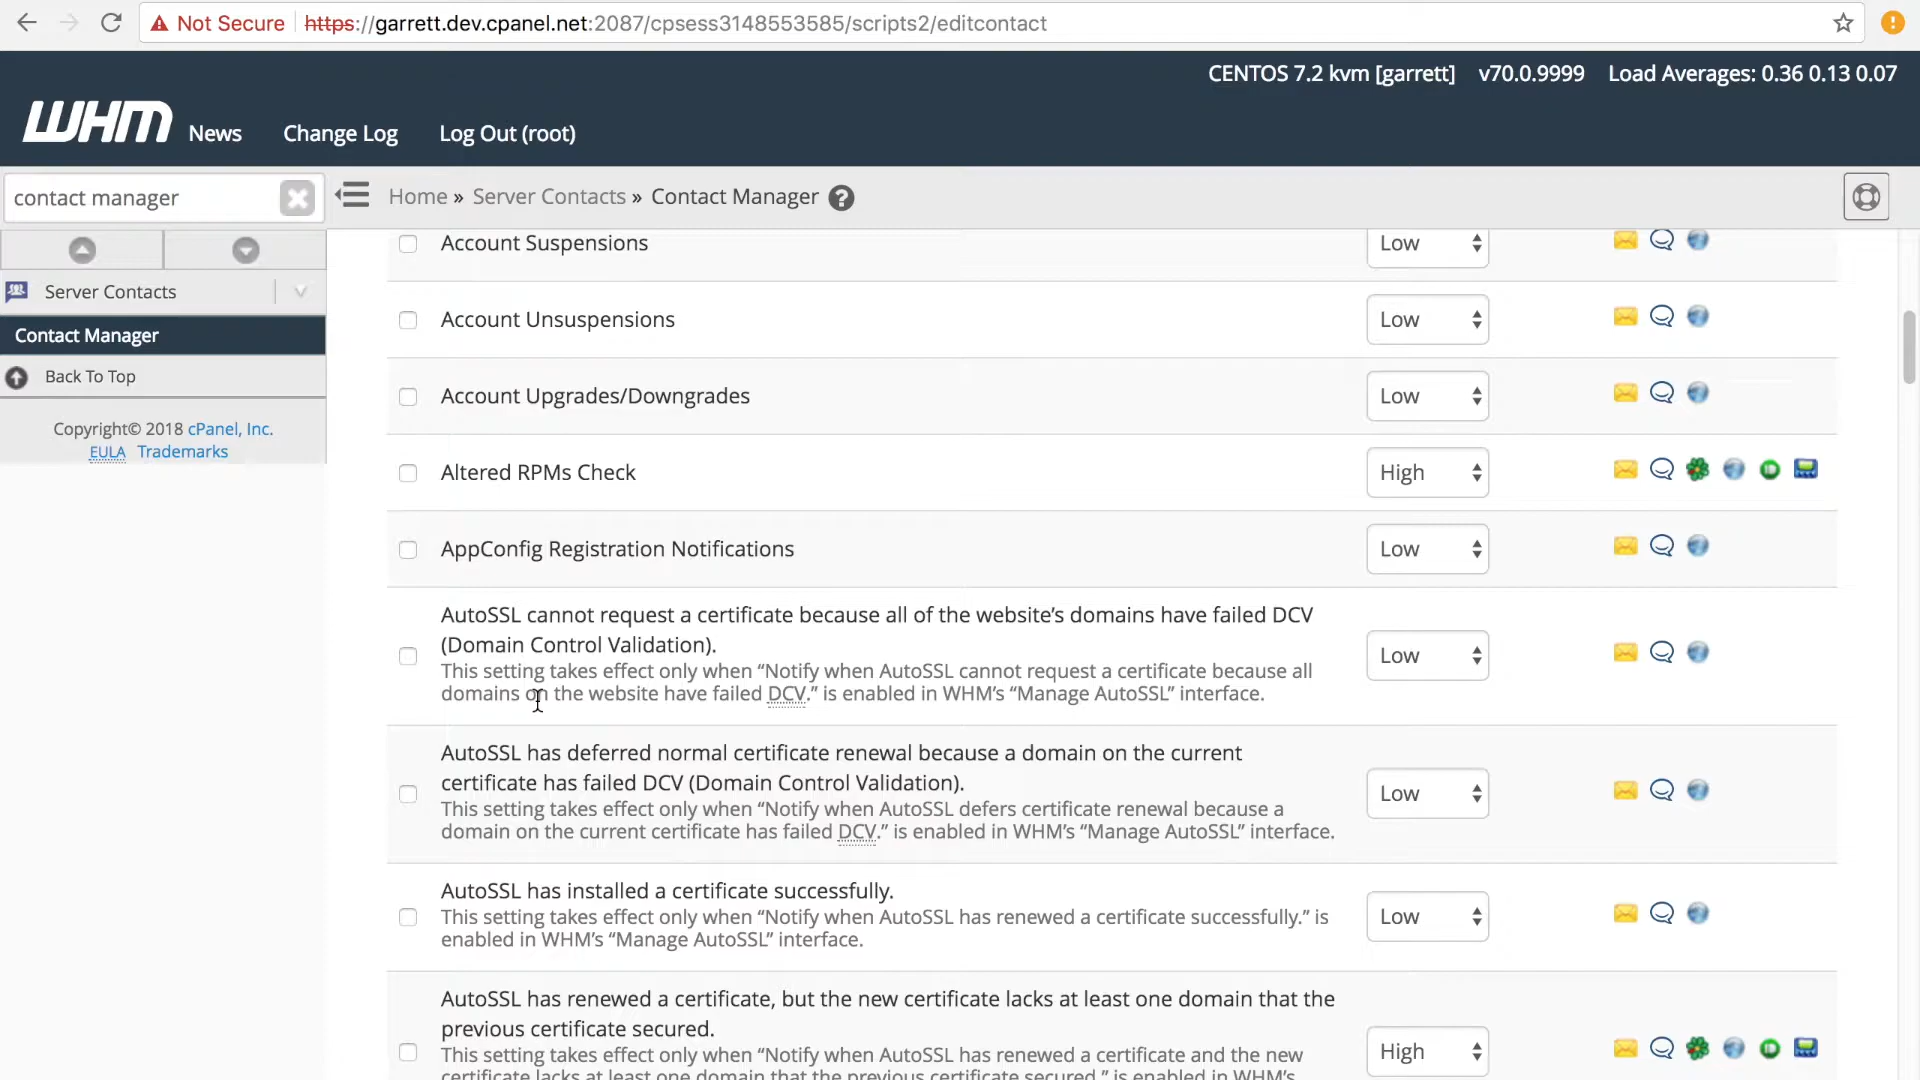 Not Secure https://garrett.dev.cpanel.net:2087/cpsess3148553585/scripts2/editcontact
CENTOS 7.2 kvm [garrett] v70.0.9999 Load Averages: 0.36 0.13 0.07
WHM News Change Log Log Out (root)
contact manager
Home » Server Contacts » Contact Manager ?
Server Contacts
Contact Manager
Back To Top
Copyright© 2018 cPanel, Inc.
EULA Trademarks
Account Suspensions Low
Account Unsuspensions Low
Account Upgrades/Downgrades Low
Altered RPMs Check High
AppConfig Registration Notifications Low
AutoSSL cannot request a certificate because all of the website’s domains have failed DCV
(Domain Control Validation).
This setting takes effect only when “Notify when AutoSSL cannot request a certificate because all
domains on the website have failed DCV.” is enabled in WHM’s “Manage AutoSSL” interface.
Low
AutoSSL has deferred normal certificate renewal because a domain on the current
certificate has failed DCV (Domain Control Validation).
This setting takes effect only when “Notify when AutoSSL defers certificate renewal because a
domain on the current certificate has failed DCV.” is enabled in WHM’s “Manage AutoSSL” interface.
Low
AutoSSL has installed a certificate successfully.
This setting takes effect only when “Notify when AutoSSL has renewed a certificate successfully.” is
enabled in WHM’s “Manage AutoSSL” interface.
Low
AutoSSL has renewed a certificate, but the new certificate lacks at least one domain that the
previous certificate secured.
This setting takes effect only when “Notify when AutoSSL has renewed a certificate and the new
certificate lacks at least one domain that the previous certificate secured.” is enabled in WHM’s
High